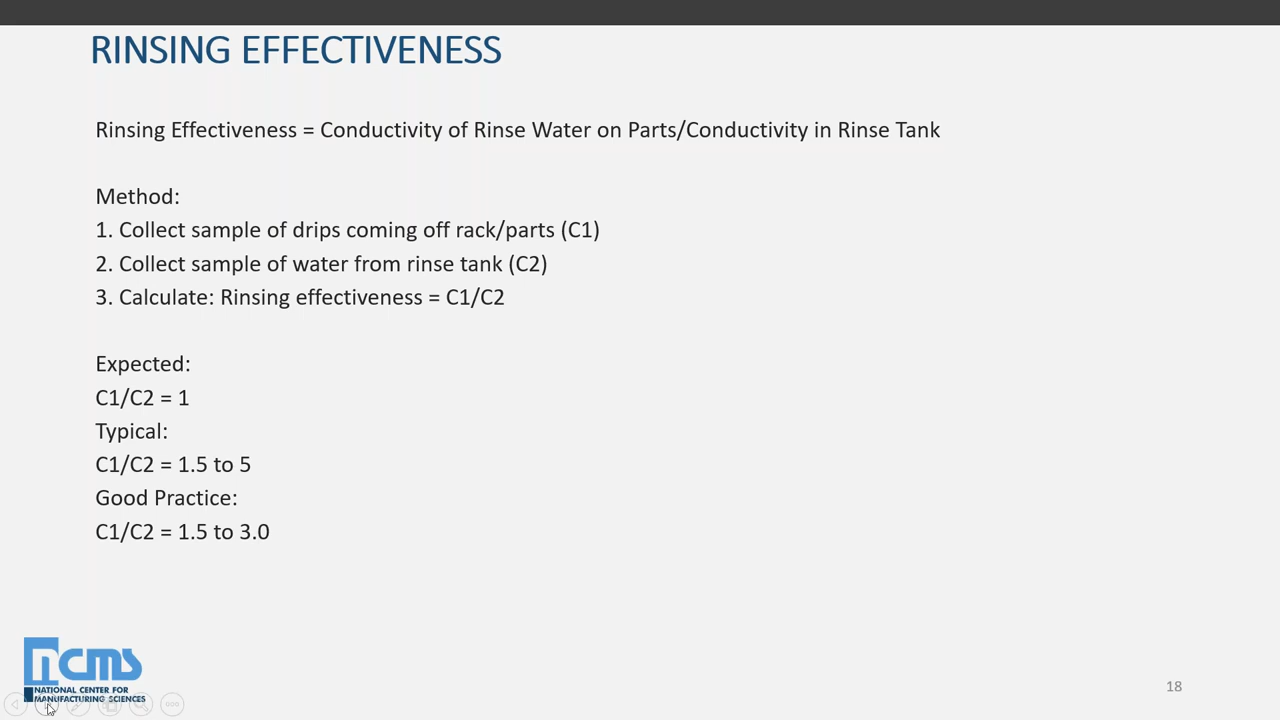 RINSING EFFECTIVENESS
Rinsing Effectiveness = Conductivity of Rinse Water on Parts/Conductivity in Rinse Tank
Method:
1. Collect sample of drips coming off rack/parts (C1)
2. Collect sample of water from rinse tank (C2)
3. Calculate: Rinsing effectiveness = C1/C2
Expected:
C1/C2 = 1
Typical:
C1/C2 = 1.5 to 5
Good Practice:
C1/C2 = 1.5 to 3.0
ncms
NATIONAL CENTER FOR
MANUFACTURING SCIENCES
18